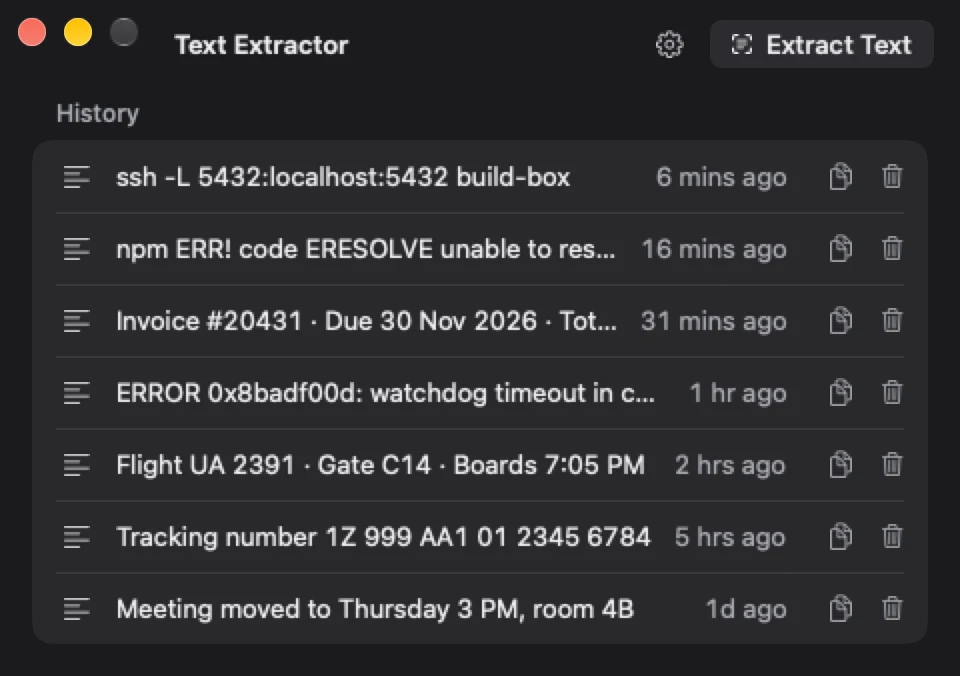 Text Extractor
Extract Text
History
ssh -L 5432:localhost:5432 build-box 6 mins ago
npm ERR! code ERESOLVE unable to res... 16 mins ago
Invoice #20431 · Due 30 Nov 2026 · Tot... 31 mins ago
ERROR 0x8badf00d: watchdog timeout in c... 1 hr ago
Flight UA 2391 · Gate C14 · Boards 7:05 PM 2 hrs ago
Tracking number 1Z 999 AA1 01 2345 6784 5 hrs ago
Meeting moved to Thursday 3 PM, room 4B 1d ago